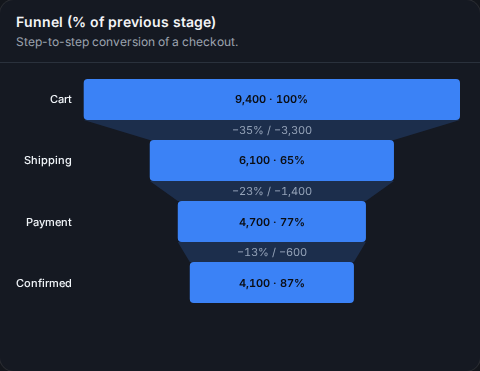 Funnel (% of previous stage)
Step-to-step conversion of a checkout.
Cart
9,400 · 100%
−35% / −3,300
Shipping
6,100 · 65%
−23% / −1,400
Payment
4,700 · 77%
−13% / −600
Confirmed
4,100 · 87%